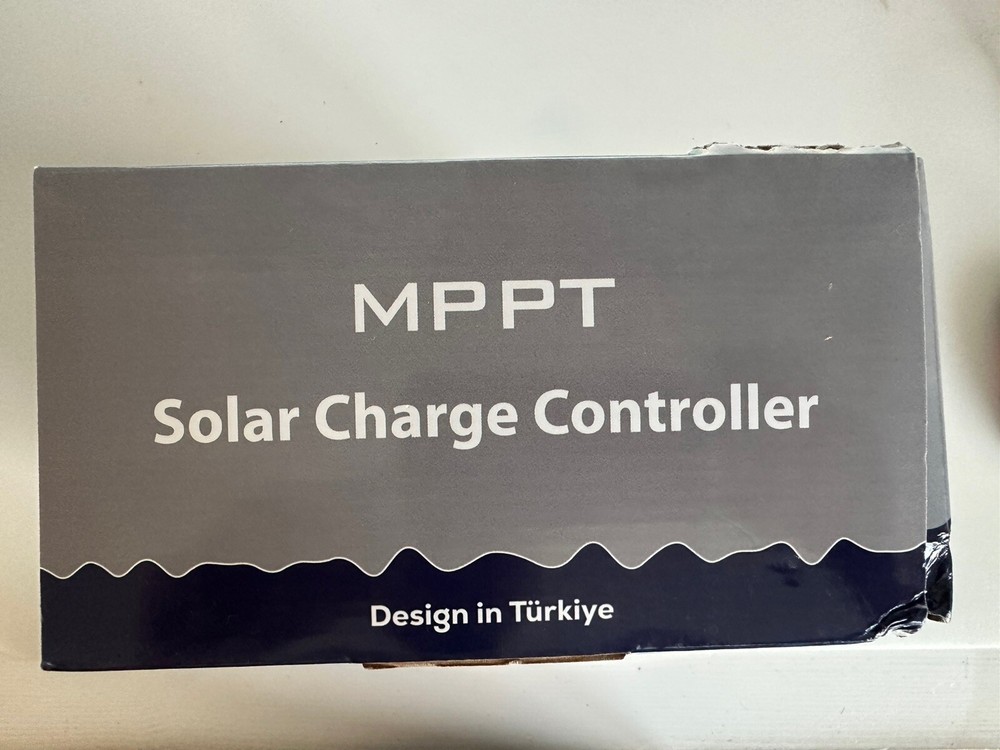 MPPT
Solar Charge Controller
Design in Türkiye